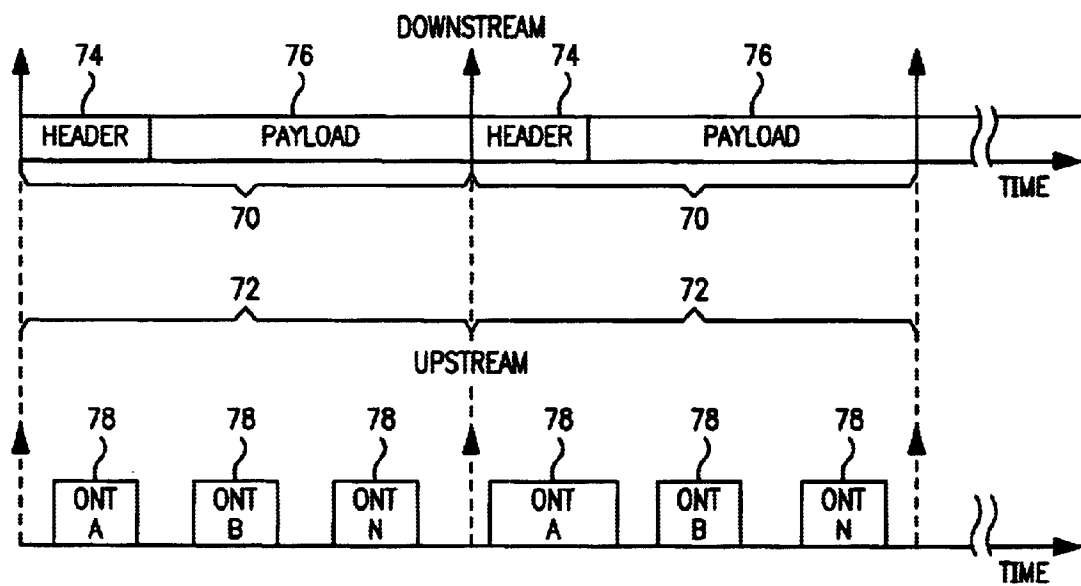 DOWNSTREAM
74 76 74 76
HEADER PAYLOAD HEADER PAYLOAD
TIME
70 70
72 72
UPSTREAM
78 78 78 78 78 78
ONT ONT ONT ONT ONT ONT
A B N A B N
TIME